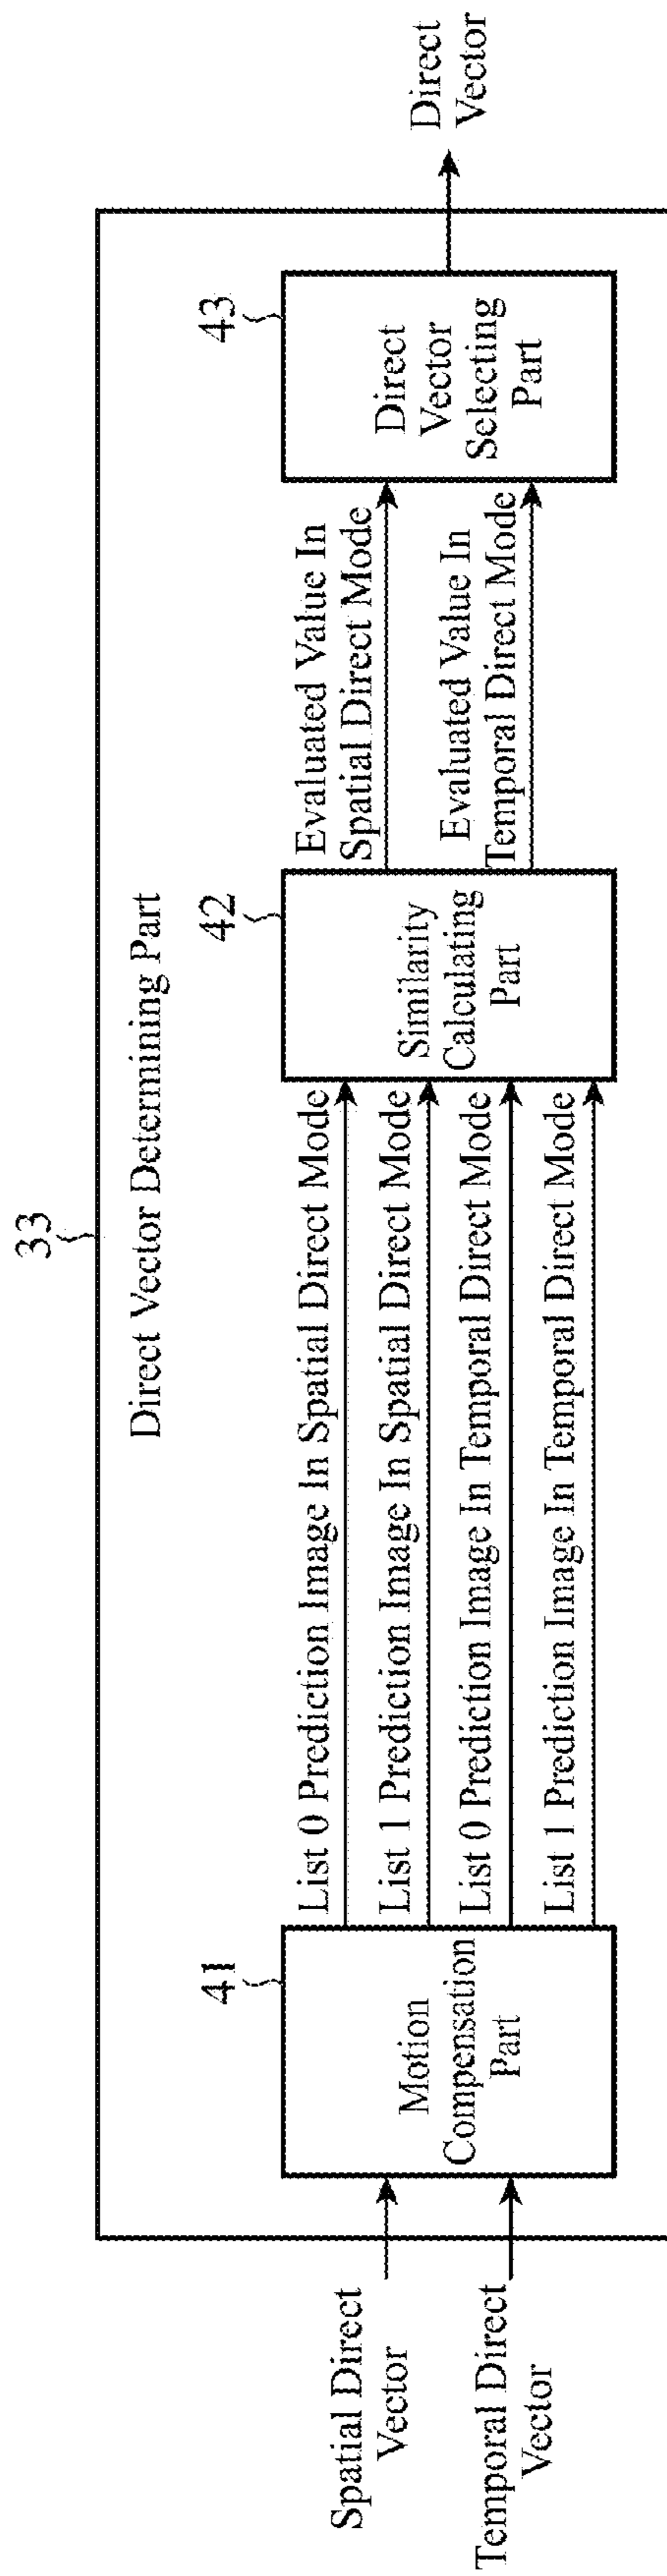 33
Direct Vector Determining Part
Spatial Direct
Vector
Temporal Direct
Vector
41
Motion
Compensation
Part
List 0 Prediction Image In Spatial Direct Mode
List 1 Prediction Image In Spatial Direct Mode
List 0 Prediction Image In Temporal Direct Mode
List 1 Prediction Image In Temporal Direct Mode
42
Similarity
Calculating
Part
Evaluated Value In
Spatial Direct Mode
Evaluated Value In
Temporal Direct Mode
43
Direct
Vector
Selecting
Part
Direct
Vector